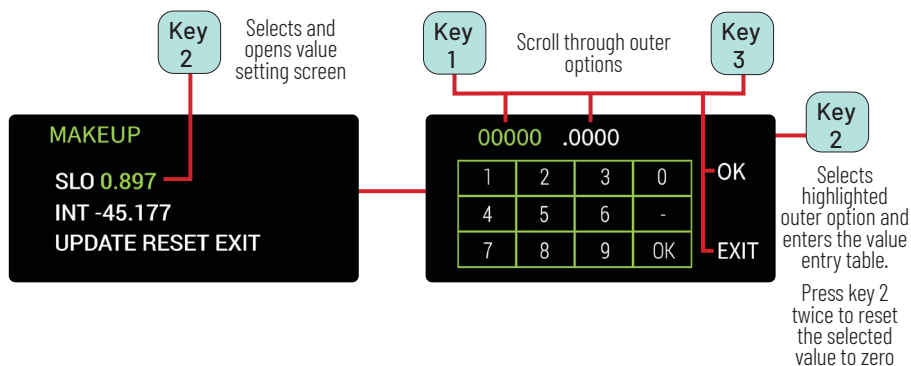 Key
2
Selects and
opens value
setting screen
Key
1
Scroll through outer
options
Key
3
MAKEUP
SLO 0.897
INT -45.177
UPDATE RESET EXIT
00000 .0000
1 2 3 0
4 5 6 -
7 8 9 OK
OK
EXIT
Key
2
Selects
highlighted
outer option and
enters the value
entry table.
Press key 2
twice to reset
the selected
value to zero